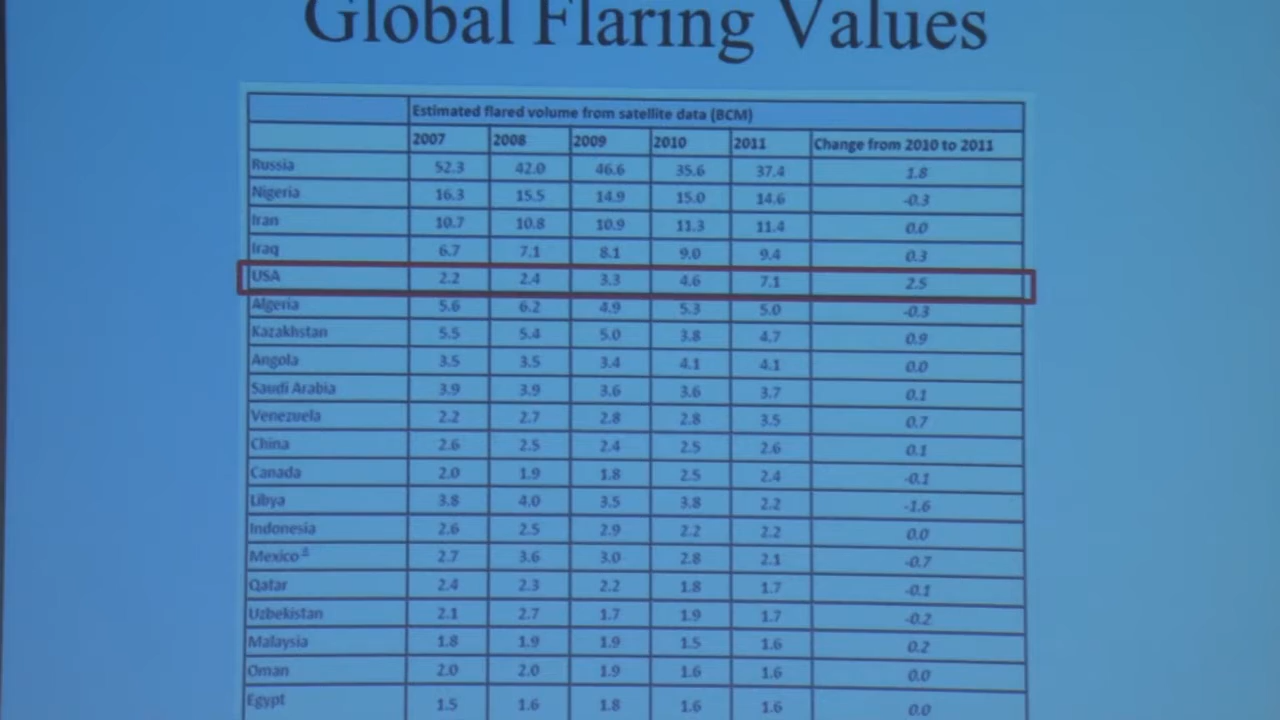 Global Flaring Values
Estimated flared volume from satellite data (BCM)
2007 2008 2009 2010 2011 Change from 2010 to 2011
Russia 52.3 42.0 46.6 35.6 37.4 1.8
Nigeria 16.3 15.5 14.9 15.0 14.6 -0.3
Iran 10.7 10.8 10.9 11.3 11.4 0.0
Iraq 6.7 7.1 8.1 9.0 9.4 0.3
USA 2.2 2.4 3.3 4.6 7.1 2.5
Algeria 5.6 6.2 4.9 5.3 5.0 -0.3
Kazakhstan 5.5 5.4 5.0 3.8 4.7 0.9
Angola 3.5 3.5 3.4 4.1 4.1 0.0
Saudi Arabia 3.9 3.9 3.6 3.6 3.7 0.1
Venezuela 2.2 2.7 2.8 2.8 3.5 0.7
China 2.6 2.5 2.4 2.5 2.6 0.1
Canada 2.0 1.9 1.8 2.5 2.4 -0.1
Libya 3.8 4.0 3.5 3.8 2.2 -1.6
Indonesia 2.6 2.5 2.9 2.2 2.2 0.0
Mexico 2.7 3.6 3.0 2.8 2.1 -0.7
Qatar 2.4 2.3 2.2 1.8 1.7 -0.1
Uzbekistan 2.1 2.7 1.7 1.9 1.7 -0.2
Malaysia 1.8 1.9 1.9 1.5 1.6 0.2
Oman 2.0 2.0 1.9 1.6 1.6 0.0
Egypt 1.5 1.6 1.8 1.6 1.6 0.0